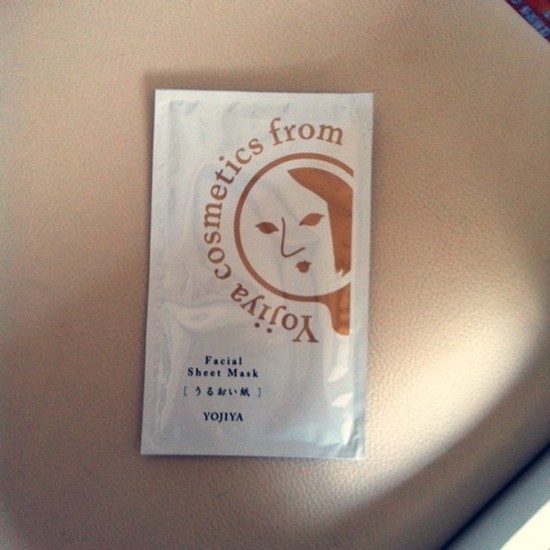 Yojiya cosmetics from
Facial
Sheet Mask
[ うるおい紙 ]
YOJIYA